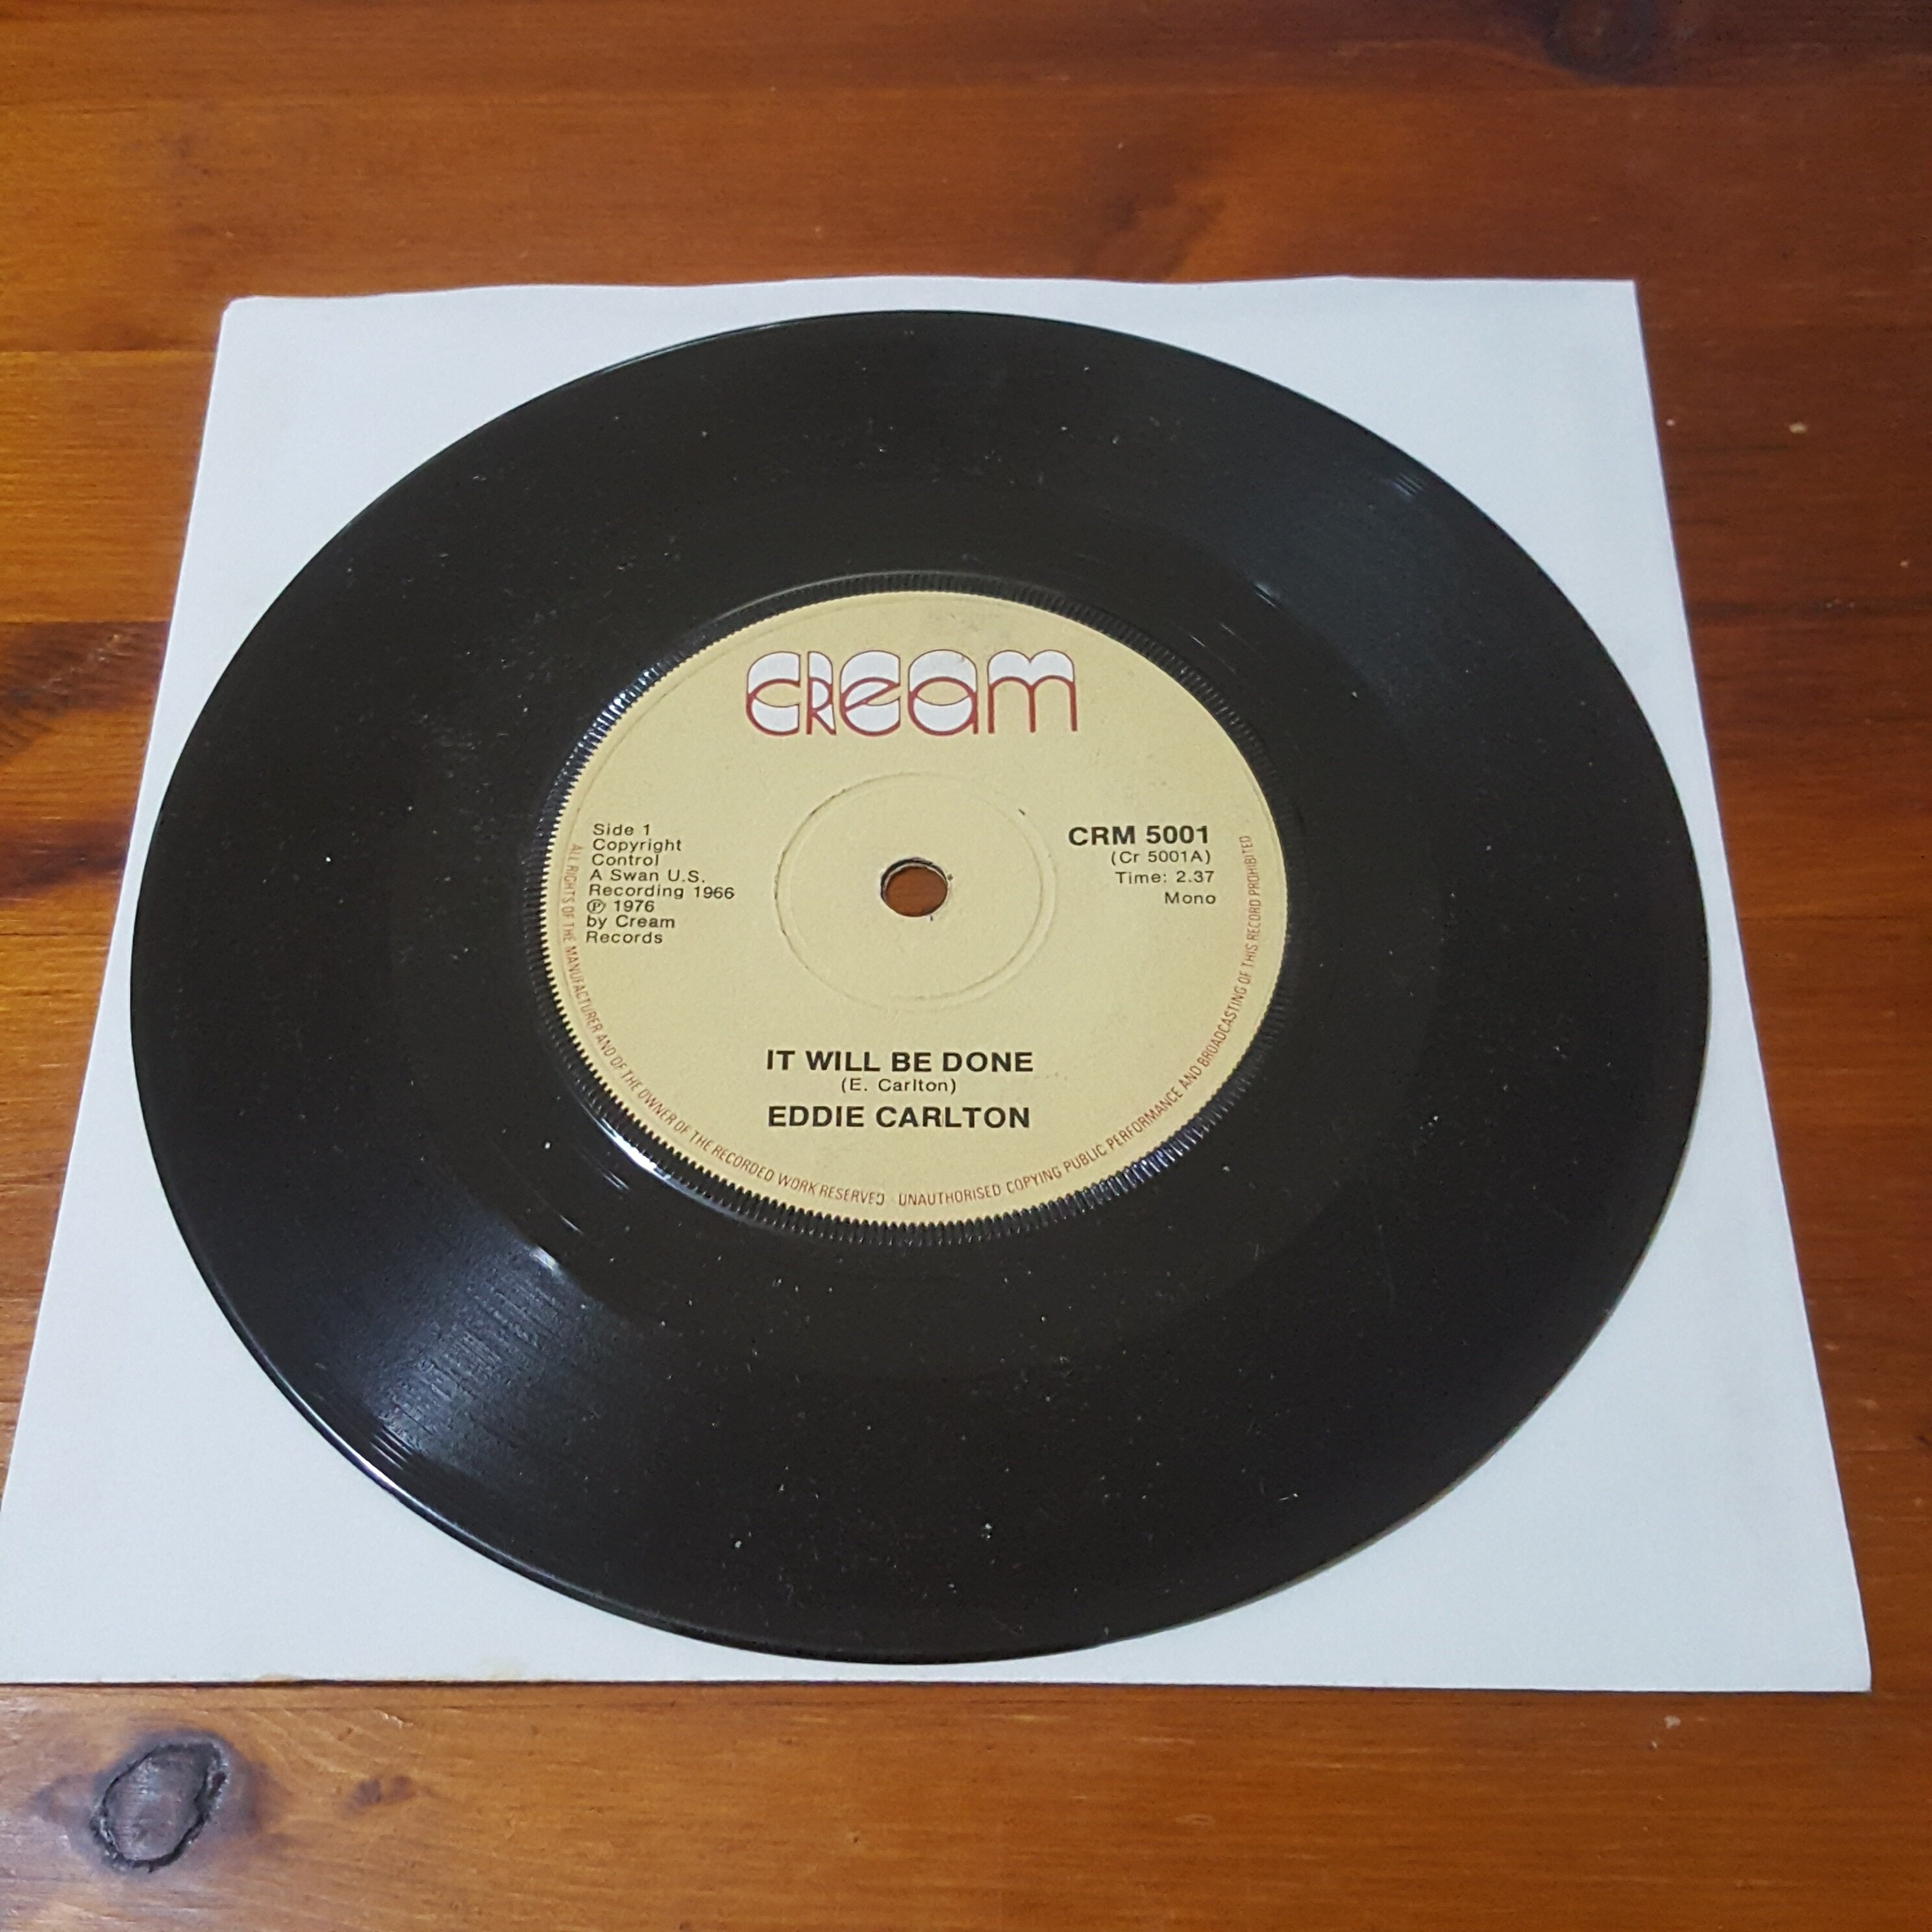 CREAM
Side 1
Copyright
Control
A Swan U.S.
Recording 1966
℗ 1976
by Cream
Records
CRM 5001
(Cr 5001A)
Time: 2.37
Mono
IT WILL BE DONE
(E. Carlton)
EDDIE CARLTON
ALL RIGHTS OF THE MANUFACTURER AND OF THE OWNER OF THE RECORDED WORK RESERVED · UNAUTHORISED COPYING PUBLIC PERFORMANCE AND BROADCASTING OF THIS RECORD PROHIBITED